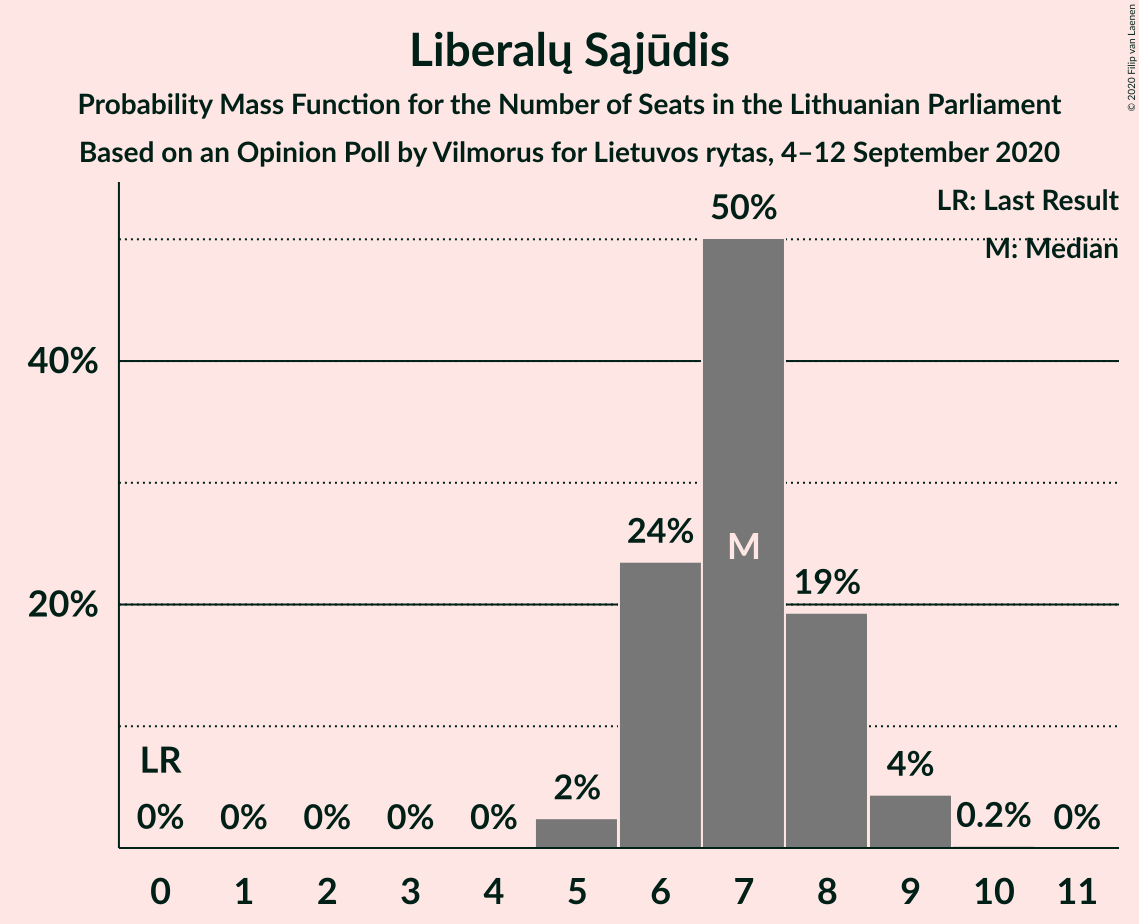 Liberalų Sąjūdis
Probability Mass Function for the Number of Seats in the Lithuanian Parliament
Based on an Opinion Poll by Vilmorus for Lietuvos rytas, 4–12 September 2020
© 2020 Filip van Laenen
LR: Last Result
M: Median
50%
40%
24%
M
19%
20%
LR
0% 0% 0% 0% 0% 2% 4% 0.2% 0%
0 1 2 3 4 5 6 7 8 9 10 11